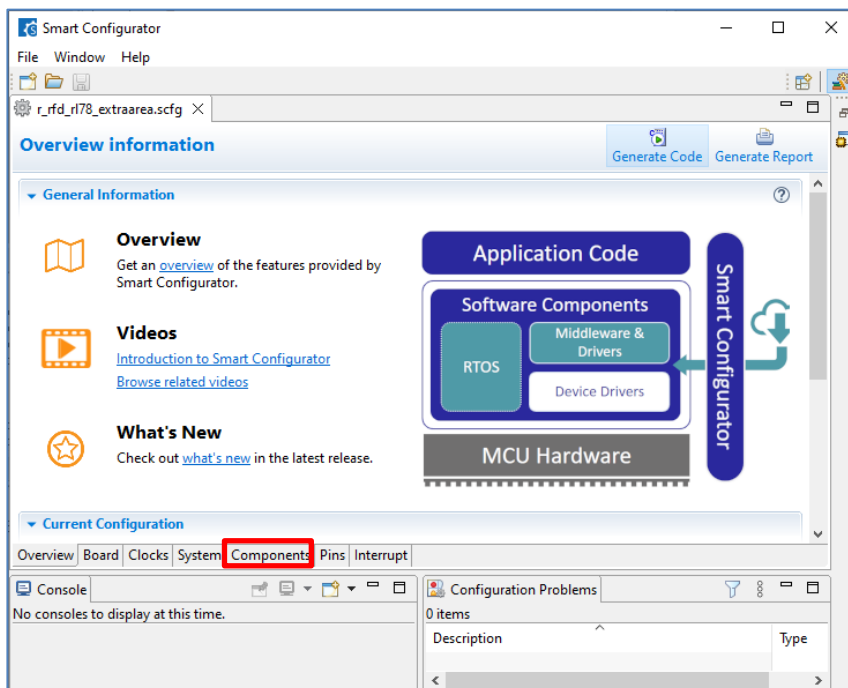 Smart Configurator
File Window Help
r_rfd_rl78_extraarea.scfg
Overview information
Generate Code Generate Report
General Information
Overview
Get an overview of the features provided by
Smart Configurator.
Videos
Introduction to Smart Configurator
Browse related videos
What's New
Check out what's new in the latest release.
Application Code
Software Components
RTOS
Middleware &
Drivers
Device Drivers
MCU Hardware
Smart Configurator
Current Configuration
Overview Board Clocks System Components Pins Interrupt
Console
No consoles to display at this time.
Configuration Problems
0 items
Description Type